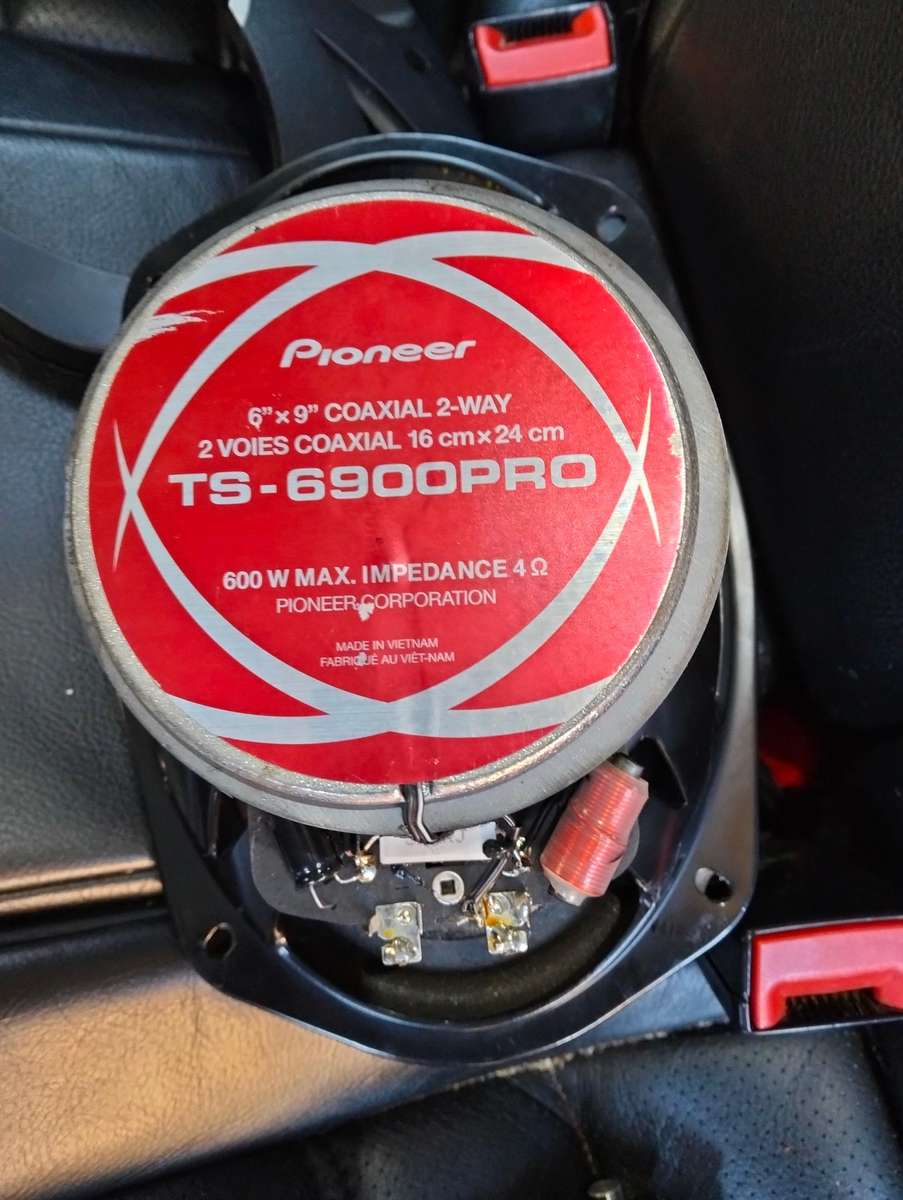 Pioneer
6”×9” COAXIAL 2-WAY
2 VOIES COAXIAL 16 cm×24 cm
TS-6900PRO
600 W MAX. IMPEDANCE 4 Ω
PIONEER CORPORATION
MADE IN VIETNAM
FABRIQUÉ AU VIÊT-NAM